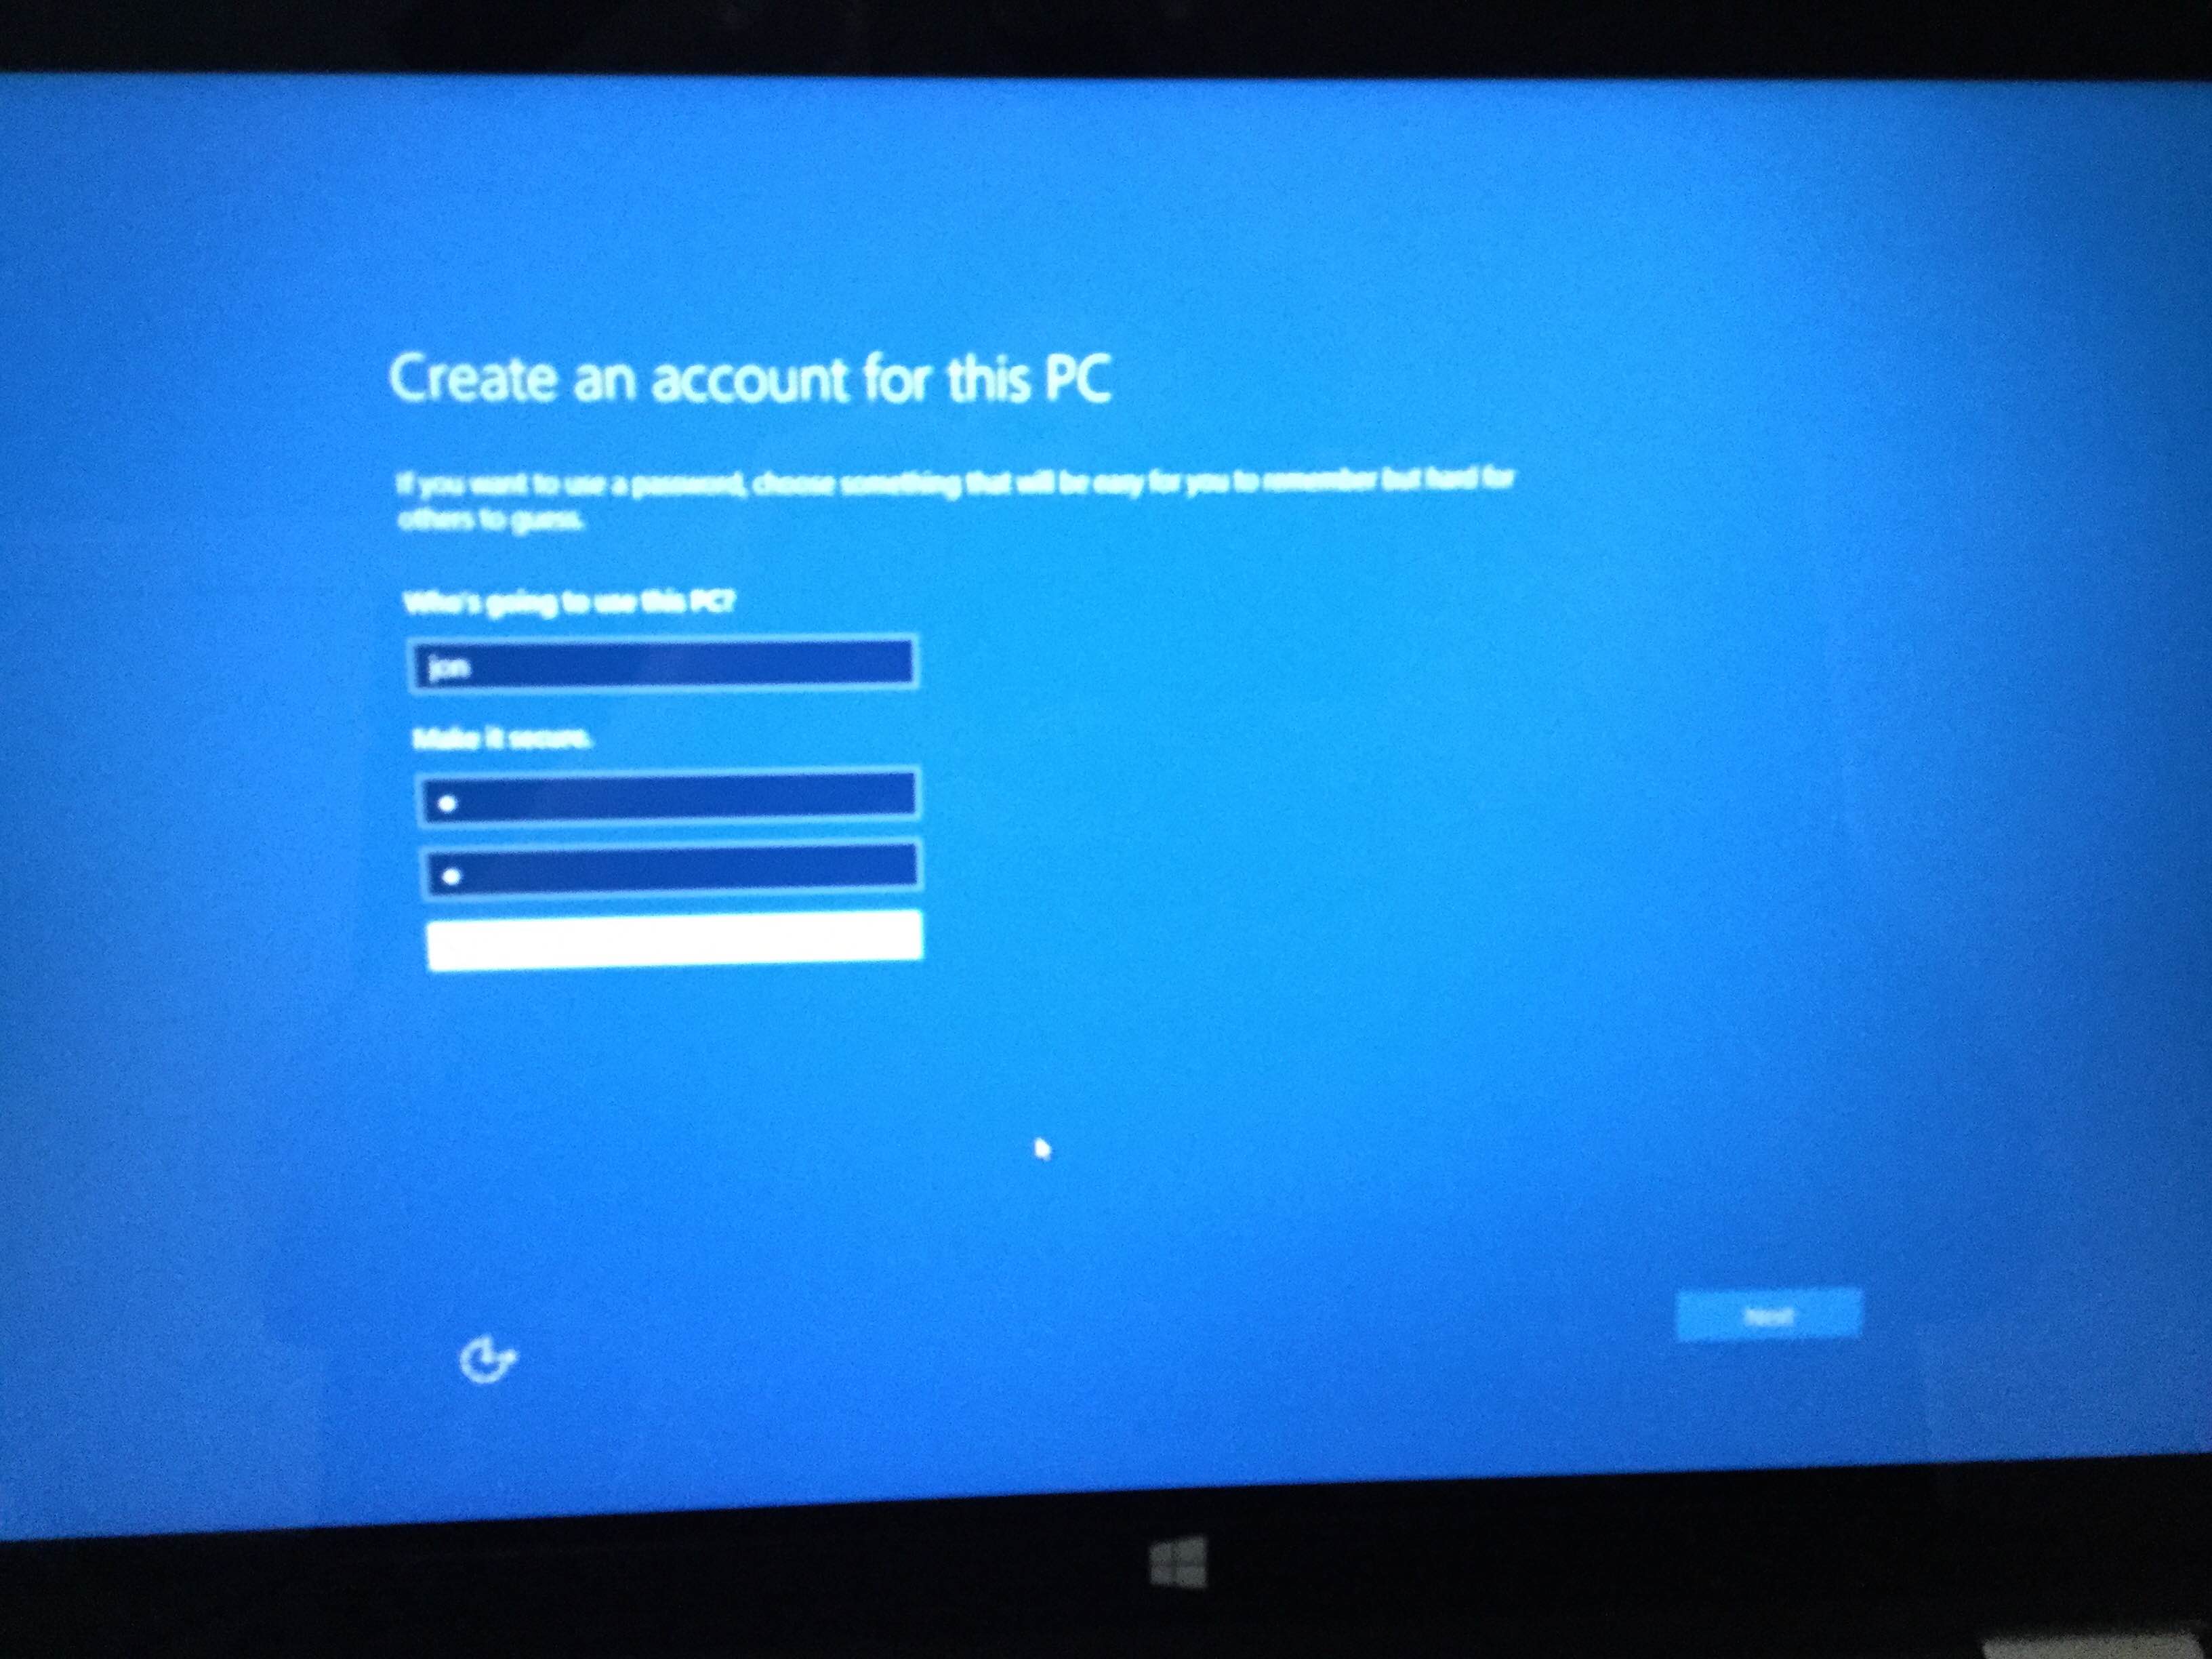 Create an account for this PC
If you want to use a password, choose something that will be easy for you to remember but hard for
others to guess.
Who's going to use this PC?
jon
Make it secure.
Next